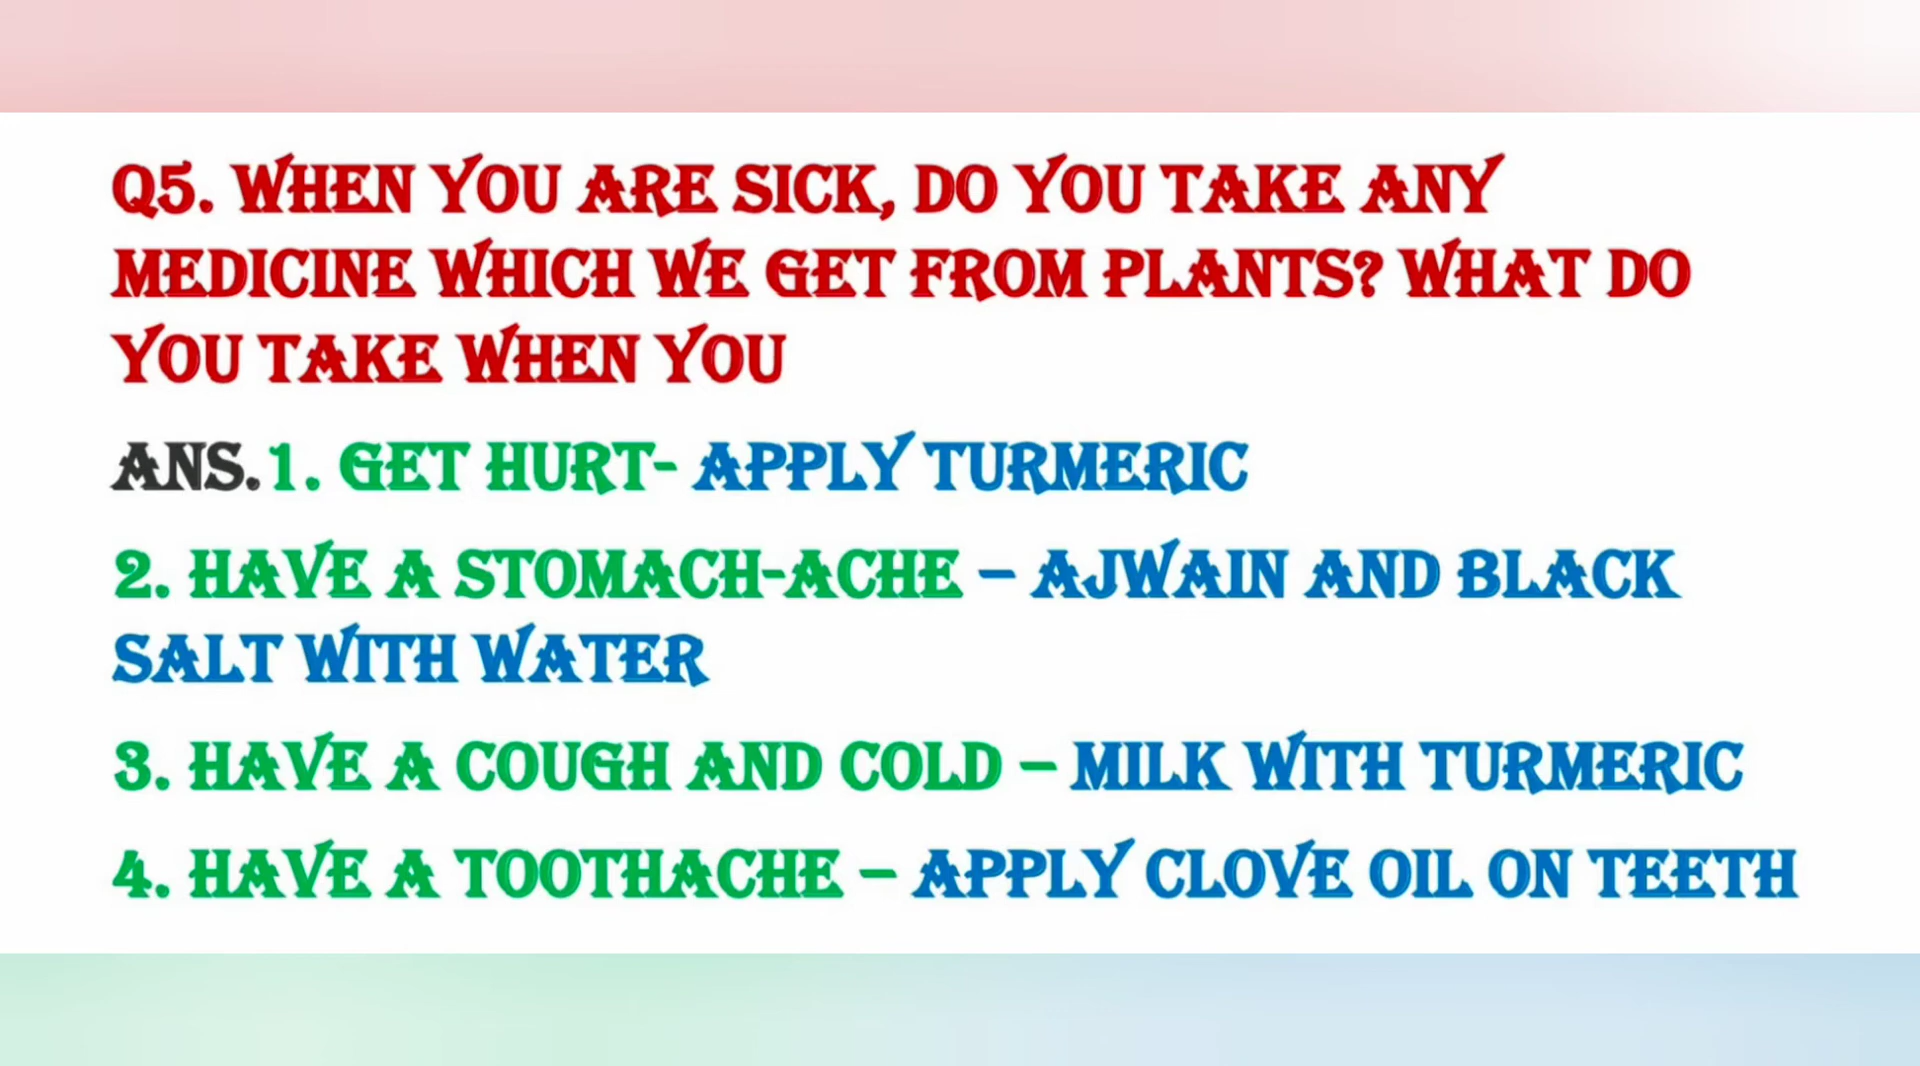 Q5. WHEN YOU ARE SICK, DO YOU TAKE ANY
MEDICINE WHICH WE GET FROM PLANTS? WHAT DO
YOU TAKE WHEN YOU
ANS.1. GET HURT- APPLY TURMERIC
2. HAVE A STOMACH-ACHE – AJWAIN AND BLACK
SALT WITH WATER
3. HAVE A COUGH AND COLD – MILK WITH TURMERIC
4. HAVE A TOOTHACHE – APPLY CLOVE OIL ON TEETH